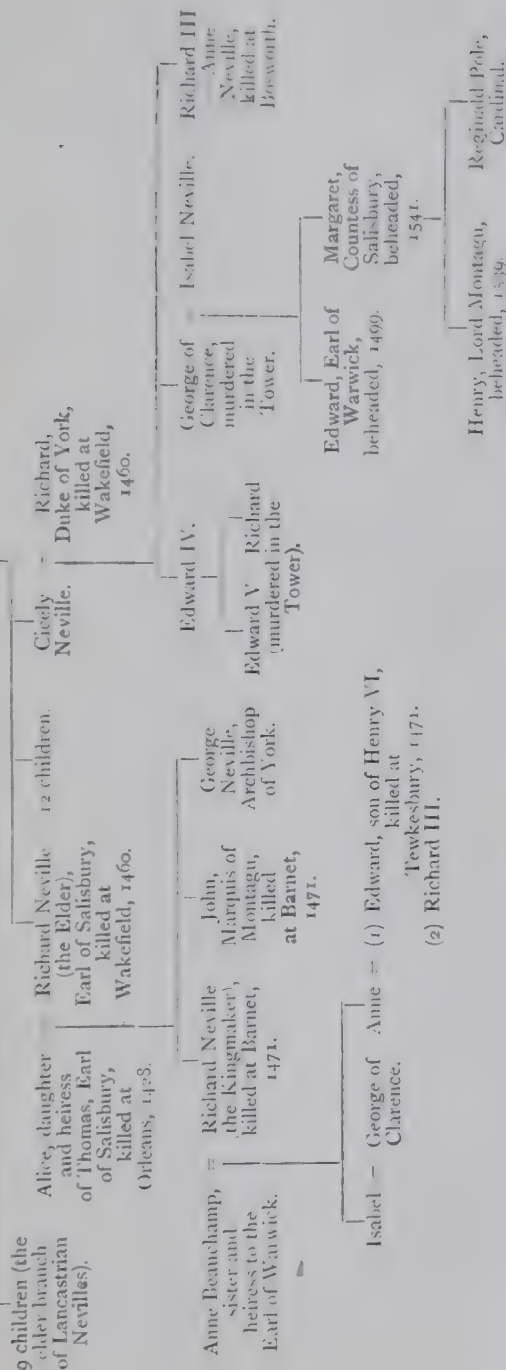 9 children (the
elder branch
of Lancastrian
Nevilles).
Alice, daughter
and heiress
of Thomas, Earl
of Salisbury,
killed at
Orleans, 1428.
Richard Neville
(the Elder),
Earl of Salisbury,
killed at
Wakefield, 1460.
12 children.
Cicely
Neville.
Richard,
Duke of York,
killed at
Wakefield,
1460.
Anne Beauchamp,
sister and
heiress to the
Earl of Warwick.
=
Richard Neville
(the Kingmaker),
killed at Barnet,
1471.
John,
Marquis of
Montagu,
killed
at Barnet,
1471.
George
Neville,
Archbishop
of York.
Edward IV.
George of
Clarence,
murdered
in the
Tower.
=
Isabel Neville.
Richard III
Anne
Neville,
killed at
Bosworth.
Edward V Richard
(murdered in the
Tower).
Edward, Earl of
Warwick,
beheaded, 1499.
Margaret,
Countess of
Salisbury,
beheaded,
1541.
Isabel = George of
Clarence.
Anne = (1) Edward, son of Henry VI,
killed at
Tewkesbury, 1471.
(2) Richard III.
Henry, Lord Montagu,
beheaded, 1539.
Reginald Pole,
Cardinal.